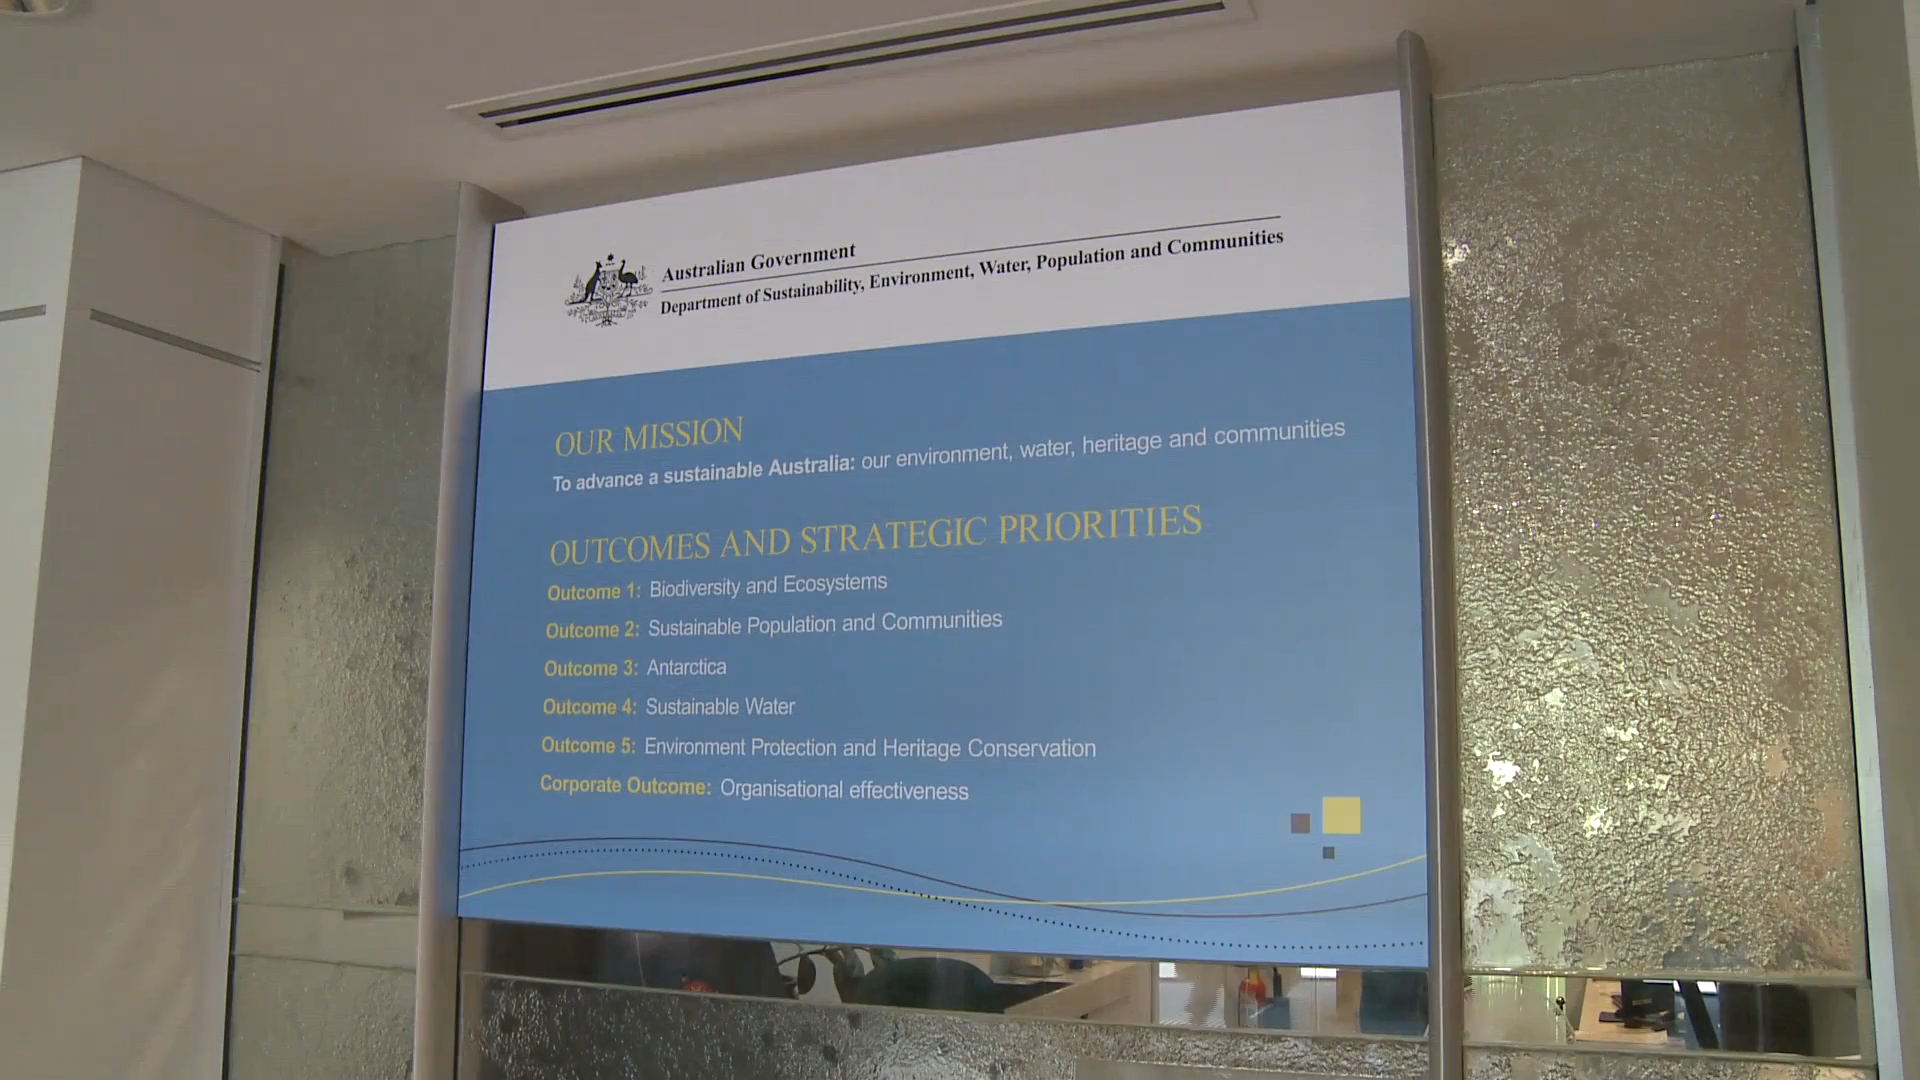 Australian Government
Department of Sustainability, Environment, Water, Population and Communities
OUR MISSION
To advance a sustainable Australia: our environment, water, heritage and communities
OUTCOMES AND STRATEGIC PRIORITIES
Outcome 1: Biodiversity and Ecosystems
Outcome 2: Sustainable Population and Communities
Outcome 3: Antarctica
Outcome 4: Sustainable Water
Outcome 5: Environment Protection and Heritage Conservation
Corporate Outcome: Organisational effectiveness